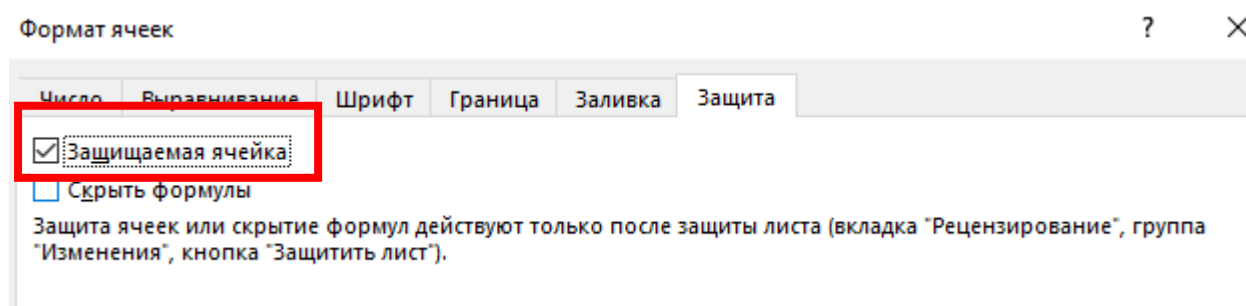 Формат ячеек ?
Число Выравнивание Шрифт Граница Заливка Защита
Защищаемая ячейка
Скрыть формулы
Защита ячеек или скрытие формул действуют только после защиты листа (вкладка "Рецензирование", группа
"Изменения", кнопка "Защитить лист").